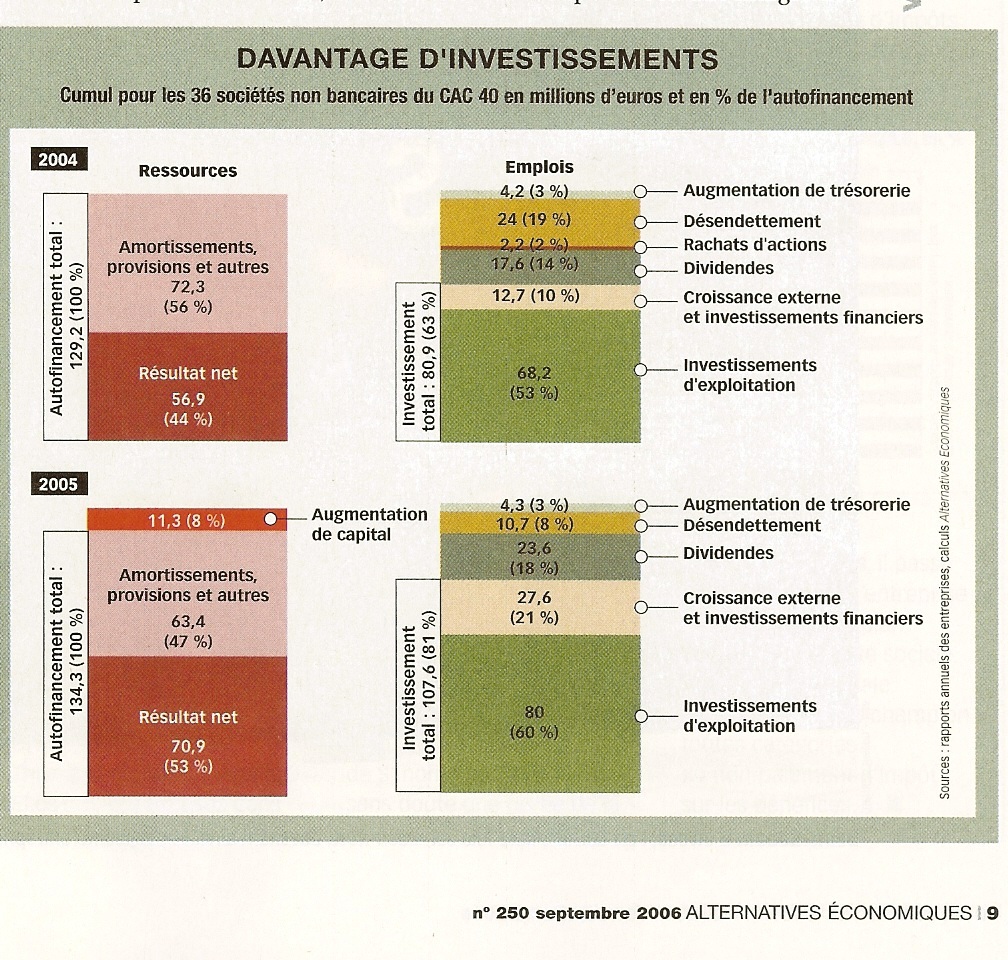 DAVANTAGE D'INVESTISSEMENTS
Cumul pour les 36 sociétés non bancaires du CAC 40 en millions d'euros et en % de l'autofinancement
2004
Ressources
Autofinancement total :
129,2 (100 %)
Amortissements,
provisions et autres
72,3
(56 %)
Résultat net
56,9
(44 %)
Emplois
4,2 (3 %)
Augmentation de trésorerie
24 (19 %)
Désendettement
2,2 (2 %)
Rachats d'actions
17,6 (14 %)
Dividendes
Investissement
total : 80,9 (63 %)
12,7 (10 %)
Croissance externe
et investissements financiers
68,2
(53 %)
Investissements
d'exploitation
2005
11,3 (8 %)
Augmentation
de capital
Autofinancement total :
134,3 (100 %)
Amortissements,
provisions et autres
63,4
(47 %)
Résultat net
70,9
(53 %)
4,3 (3 %)
Augmentation de trésorerie
10,7 (8 %)
Désendettement
23,6
(18 %)
Dividendes
Investissement
total : 107,6 (81 %)
27,6
(21 %)
Croissance externe
et investissements financiers
80
(60 %)
Investissements
d'exploitation
Sources : rapports annuels des entreprises, calculs Alternatives Economiques
n° 250 septembre 2006 ALTERNATIVES ÉCONOMIQUES | 9